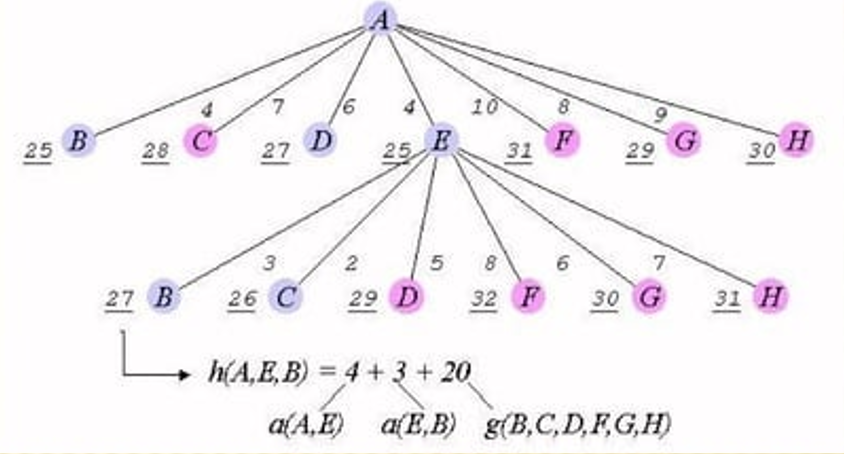 A
4 7 6 4 10 8 9
25 B 28 C 27 D 25 E 31 F 29 G 30 H
3 2 5 8 6 7
27 B 26 C 29 D 32 F 30 G 31 H
h(A,E,B) = 4 + 3 + 20
a(A,E) a(E,B) g(B,C,D,F,G,H)